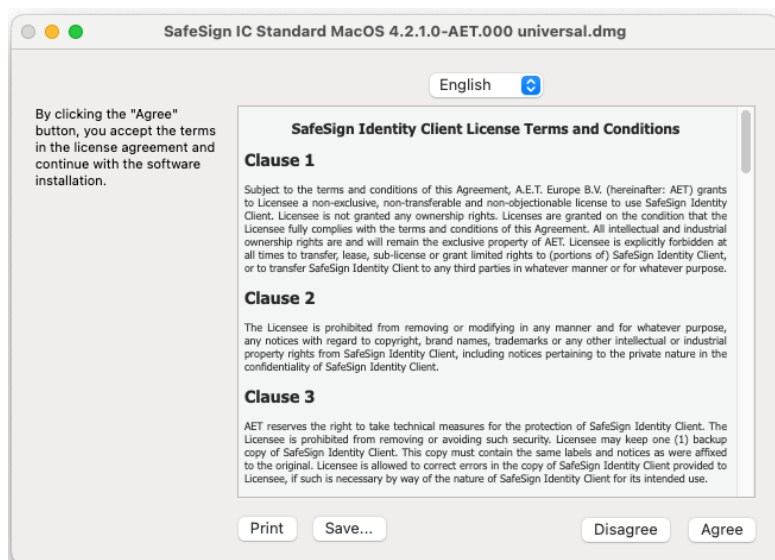 SafeSign IC Standard MacOS 4.2.1.0-AET.000 universal.dmg
English
By clicking the "Agree"
button, you accept the terms
in the license agreement and
continue with the software
installation.
SafeSign Identity Client License Terms and Conditions
Clause 1
Subject to the terms and conditions of this Agreement, A.E.T. Europe B.V. (hereinafter: AET) grants
to Licensee a non-exclusive, non-transferable and non-objectionable license to use SafeSign Identity
Client. Licensee is not granted any ownership rights. Licenses are granted on the condition that the
Licensee fully complies with the terms and conditions of this Agreement. All intellectual and industrial
ownership rights are and will remain the exclusive property of AET. Licensee is explicitly forbidden at
all times to transfer, lease, sub-license or grant limited rights to (portions of) SafeSign Identity Client,
or to transfer SafeSign Identity Client to any third parties in whatever manner or for whatever purpose.
Clause 2
The Licensee is prohibited from removing or modifying in any manner and for whatever purpose,
any notices with regard to copyright, brand names, trademarks or any other intellectual or industrial
property rights from SafeSign Identity Client, including notices pertaining to the private nature in the
confidentiality of SafeSign Identity Client.
Clause 3
AET reserves the right to take technical measures for the protection of SafeSign Identity Client. The
Licensee is prohibited from removing or avoiding such security. Licensee may keep one (1) backup
copy of SafeSign Identity Client. This copy must contain the same labels and notices as were affixed
to the original. Licensee is allowed to correct errors in the copy of SafeSign Identity Client provided to
Licensee, if such is necessary by way of the nature of SafeSign Identity Client for its intended use.
Print Save... Disagree Agree